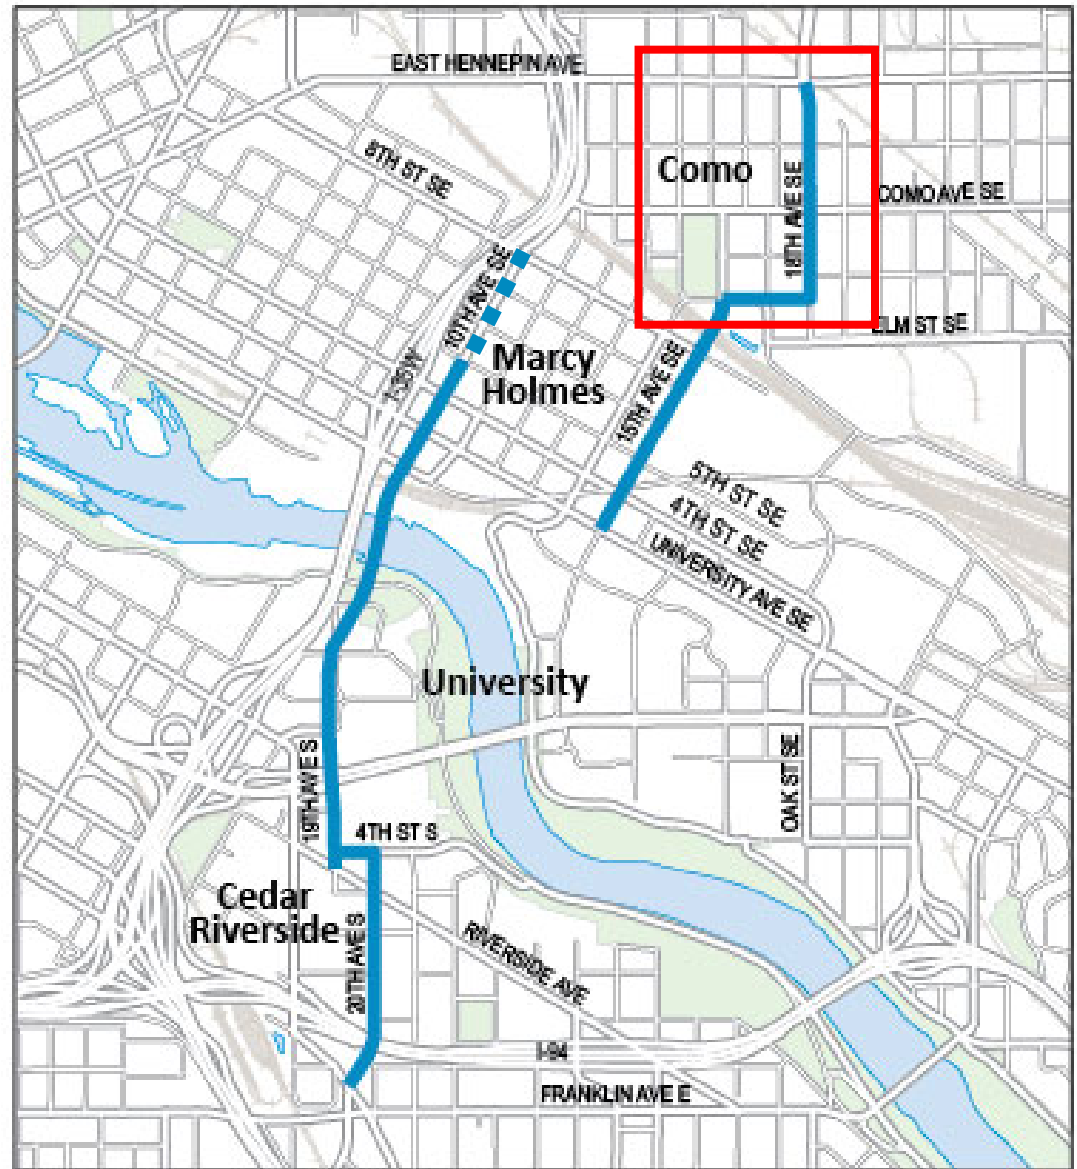 EAST HENNEPIN AVE
8TH ST SE
Como
18TH AVE SE
COMO AVE SE
10TH AVE SE
ELM ST SE
I-35W
Marcy
Holmes
15TH AVE SE
5TH ST SE
4TH ST SE
UNIVERSITY AVE SE
University
19TH AVE S
OAK ST SE
4TH ST S
Cedar
Riverside
20TH AVE S
RIVERSIDE AVE
I-94
FRANKLIN AVE E